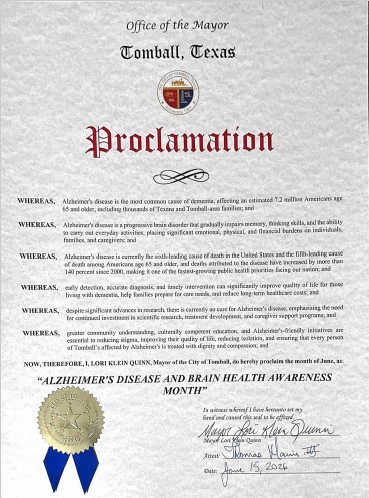 Office of the Mayor
Tomball, Texas
Proclamation
WHEREAS, Alzheimer's disease is the most common cause of dementia, affecting an estimated 7.2 million Americans age
65 and older, including thousands of Texans and Tomball-area families; and
WHEREAS, Alzheimer's disease is a progressive brain disorder that gradually impairs memory, thinking skills, and the ability
to carry out everyday activities, placing significant emotional, physical, and financial burdens on individuals,
families, and caregivers; and
WHEREAS, Alzheimer's disease is currently the sixth-leading cause of death in the United States and the fifth-leading cause
of death among Americans age 65 and older, and deaths attributed to the disease have increased by more than
140 percent since 2000, making it one of the fastest-growing public health priorities facing our nation; and
WHEREAS, early detection, accurate diagnosis, and timely intervention can significantly improve quality of life for those
living with dementia, help families prepare for care needs, and reduce long-term healthcare costs; and
WHEREAS, despite significant advances in research, there is currently no cure for Alzheimer's disease, emphasizing the need
for continued investment in scientific research, treatment development, and caregiver support programs; and
WHEREAS, greater community understanding, culturally competent education, and Alzheimer's-friendly initiatives are
essential to reducing stigma, improving quality of life, reducing isolation, and ensuring that every person
of Tomball's affected by Alzheimer's is treated with dignity and compassion; and
NOW, THEREFORE, I, LORI KLEIN QUINN, Mayor of the City of Tomball, do hereby proclaim the month of June, as:
"ALZHEIMER'S DISEASE AND BRAIN HEALTH AWARENESS
MONTH"
In witness whereof I have hereunto set my
hand and caused this seal to be affixed.
Mayor Lori Klein Quinn
Mayor Lori Klein Quinn
Attest: Thomas
Date: June 15, 2026